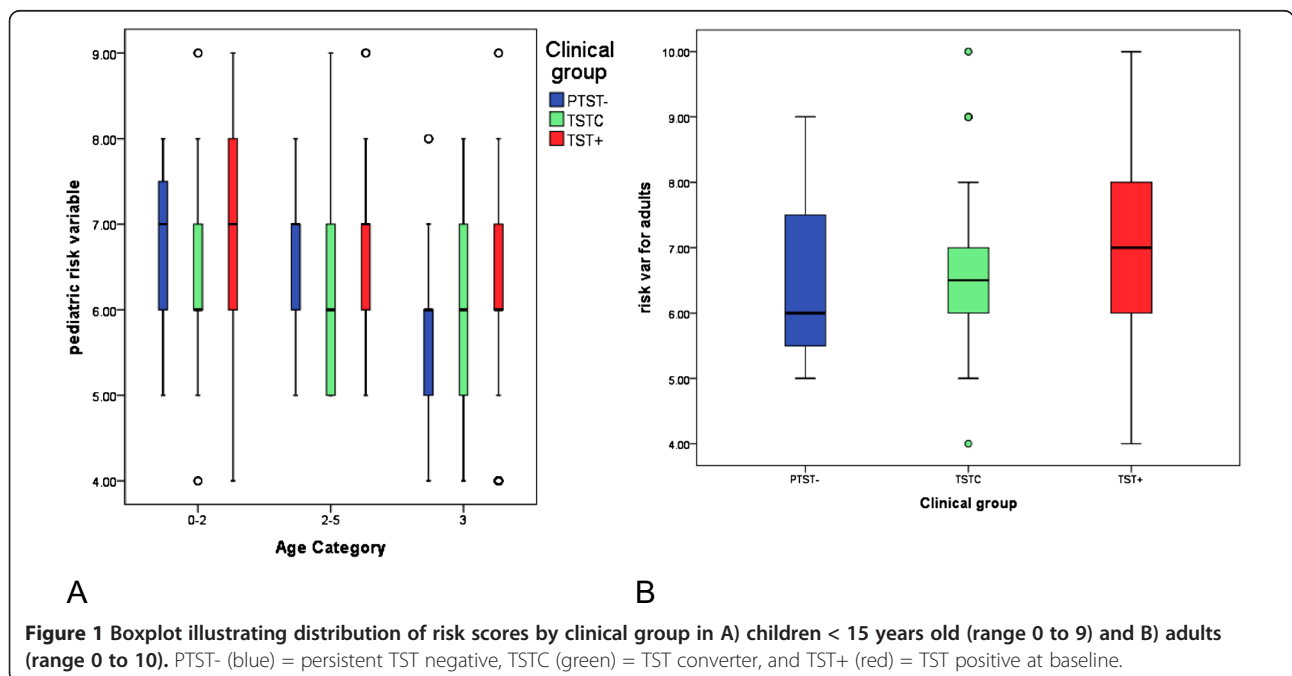 9.00
8.00
7.00
6.00
5.00
4.00
pediatric risk variable
0-2
2-5
3
Age Category
Clinical
group
PTST-
TSTC
TST+
10.00
9.00
8.00
7.00
6.00
5.00
4.00
risk var for adults
PTST-
TSTC
TST+
Clinical group
A
B
Figure 1 Boxplot illustrating distribution of risk scores by clinical group in A) children < 15 years old (range 0 to 9) and B) adults
(range 0 to 10). PTST- (blue) = persistent TST negative, TSTC (green) = TST converter, and TST+ (red) = TST positive at baseline.